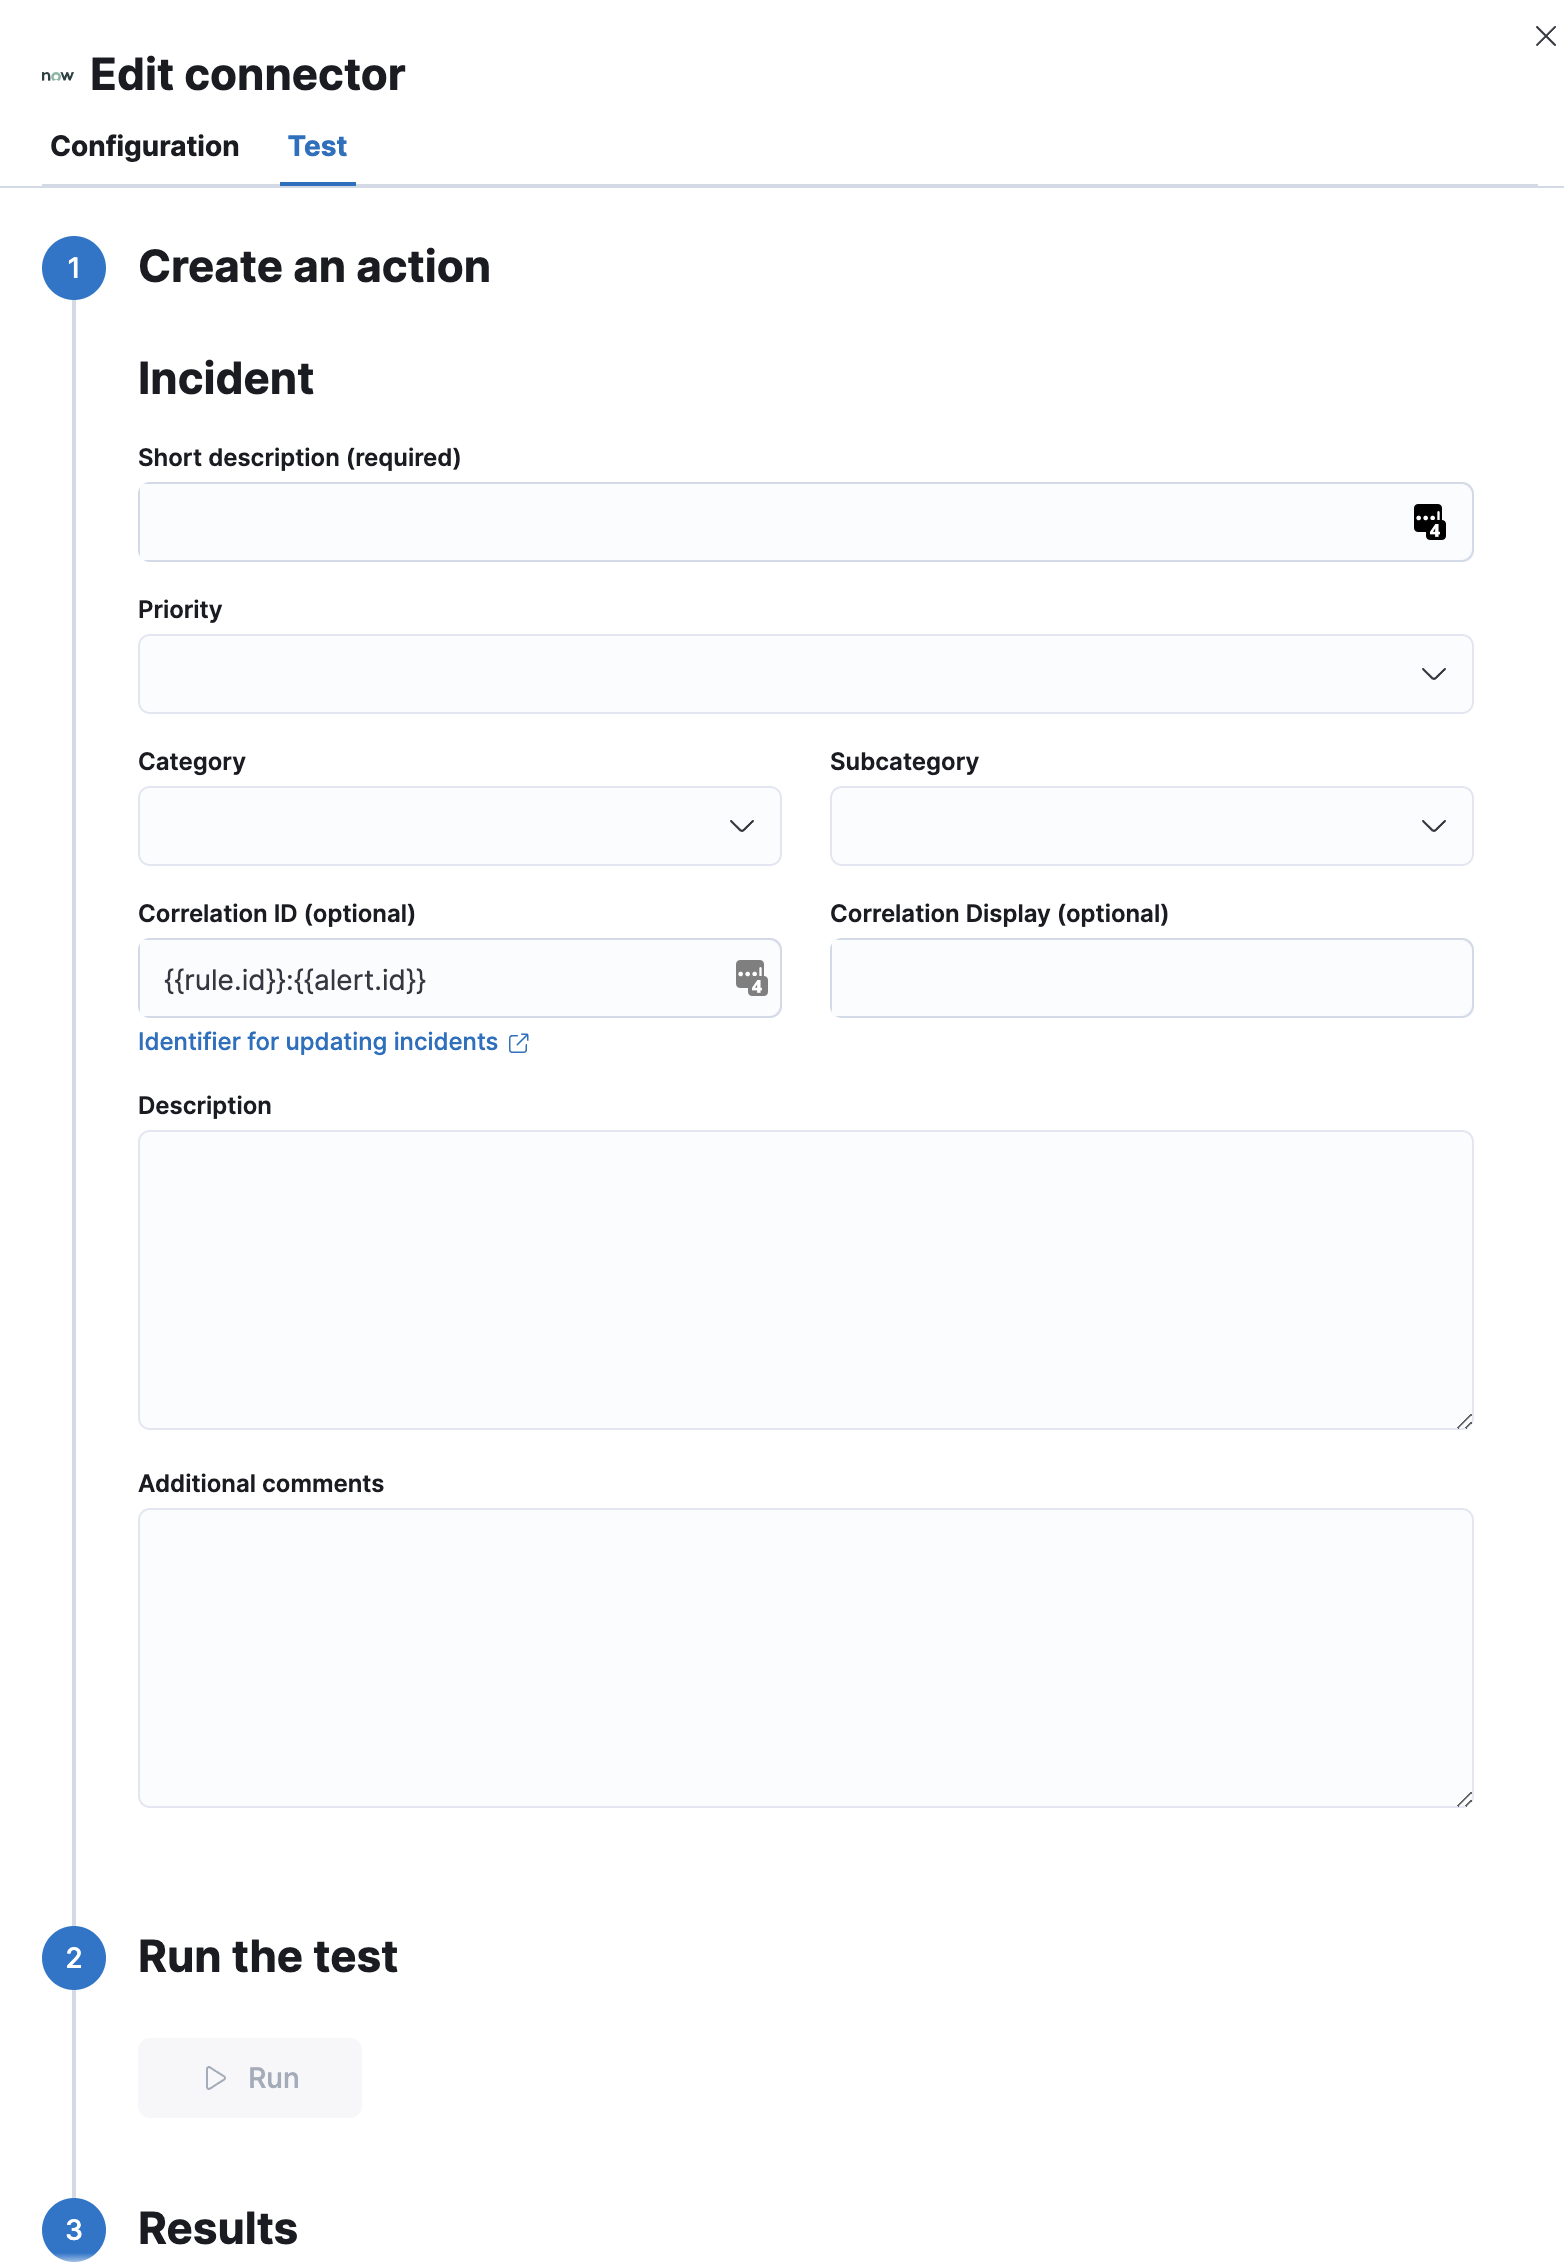 now Edit connector
Configuration Test
1 Create an action
Incident
Short description (required)
4
Priority
Category Subcategory
Correlation ID (optional) Correlation Display (optional)
{{rule.id}}:{{alert.id}} 4
Identifier for updating incidents
Description
Additional comments
2 Run the test
Run
3 Results